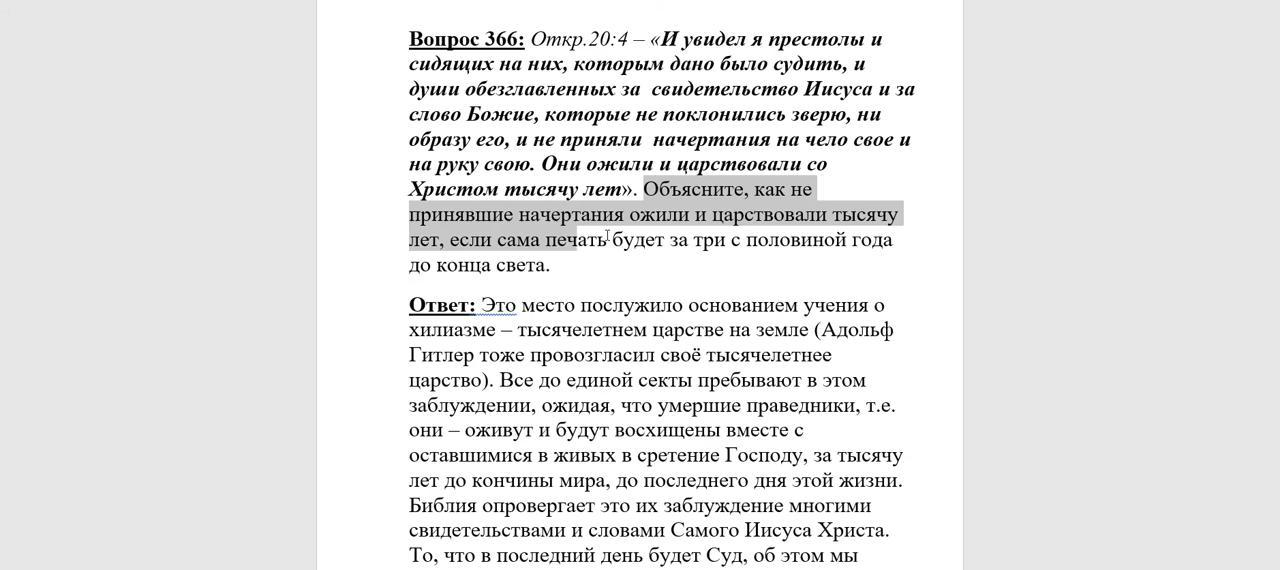 Вопрос 366: Откр.20:4 – «И увидел я престолы и
сидящих на них, которым дано было судить, и
души обезглавленных за свидетельство Иисуса и за
слово Божие, которые не поклонились зверю, ни
образу его, и не приняли начертания на чело свое и
на руку свою. Они ожили и царствовали со
Христом тысячу лет». Объясните, как не
принявшие начертания ожили и царствовали тысячу
лет, если сама печать будет за три с половиной года
до конца света.
Ответ: Это место послужило основанием учения о
хилиазме – тысячелетнем царстве на земле (Адольф
Гитлер тоже провозгласил своё тысячелетнее
царство). Все до единой секты пребывают в этом
заблуждении, ожидая, что умершие праведники, т.е.
они – оживут и будут восхищены вместе с
оставшимися в живых в сретение Господу, за тысячу
лет до кончины мира, до последнего дня этой жизни.
Библия опровергает это их заблуждение многими
свидетельствами и словами Самого Иисуса Христа.
То, что в последний день будет Суд, об этом мы